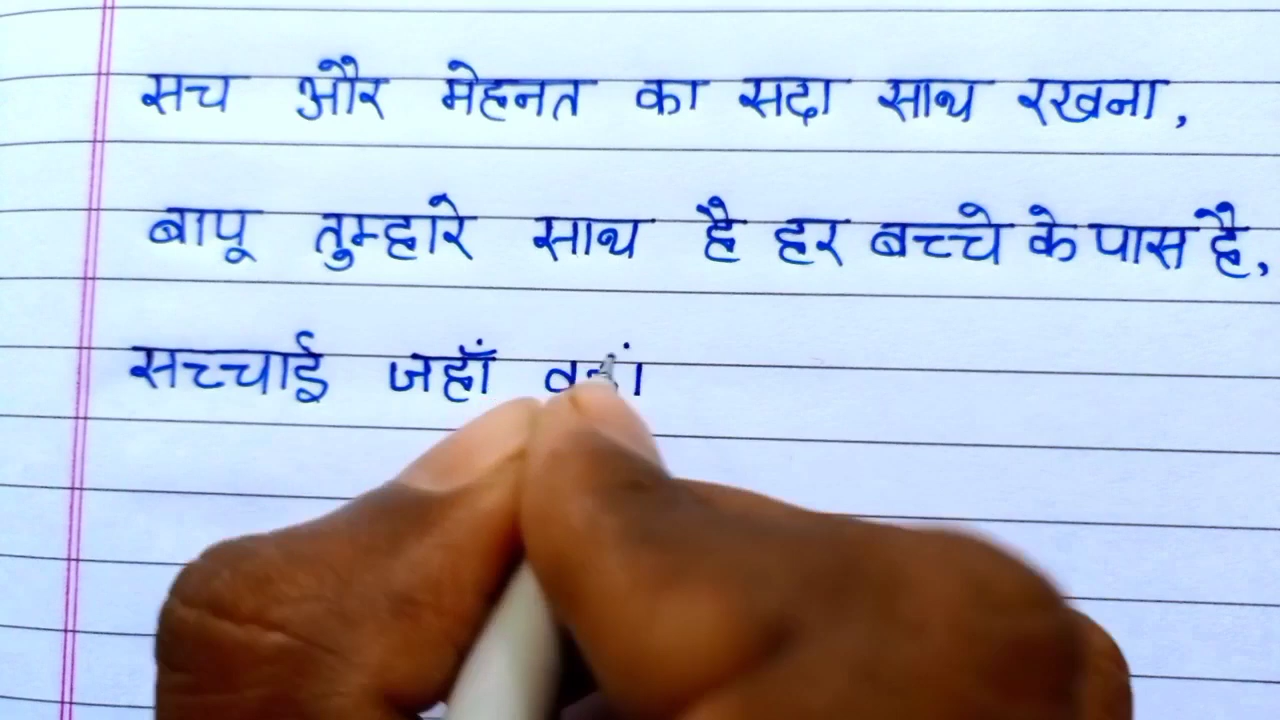 सच और मेहनत का सदा साथ रखना,
बापू तुम्हारे साथ है हर बच्चे के पास है,
सच्चाई जहाँ